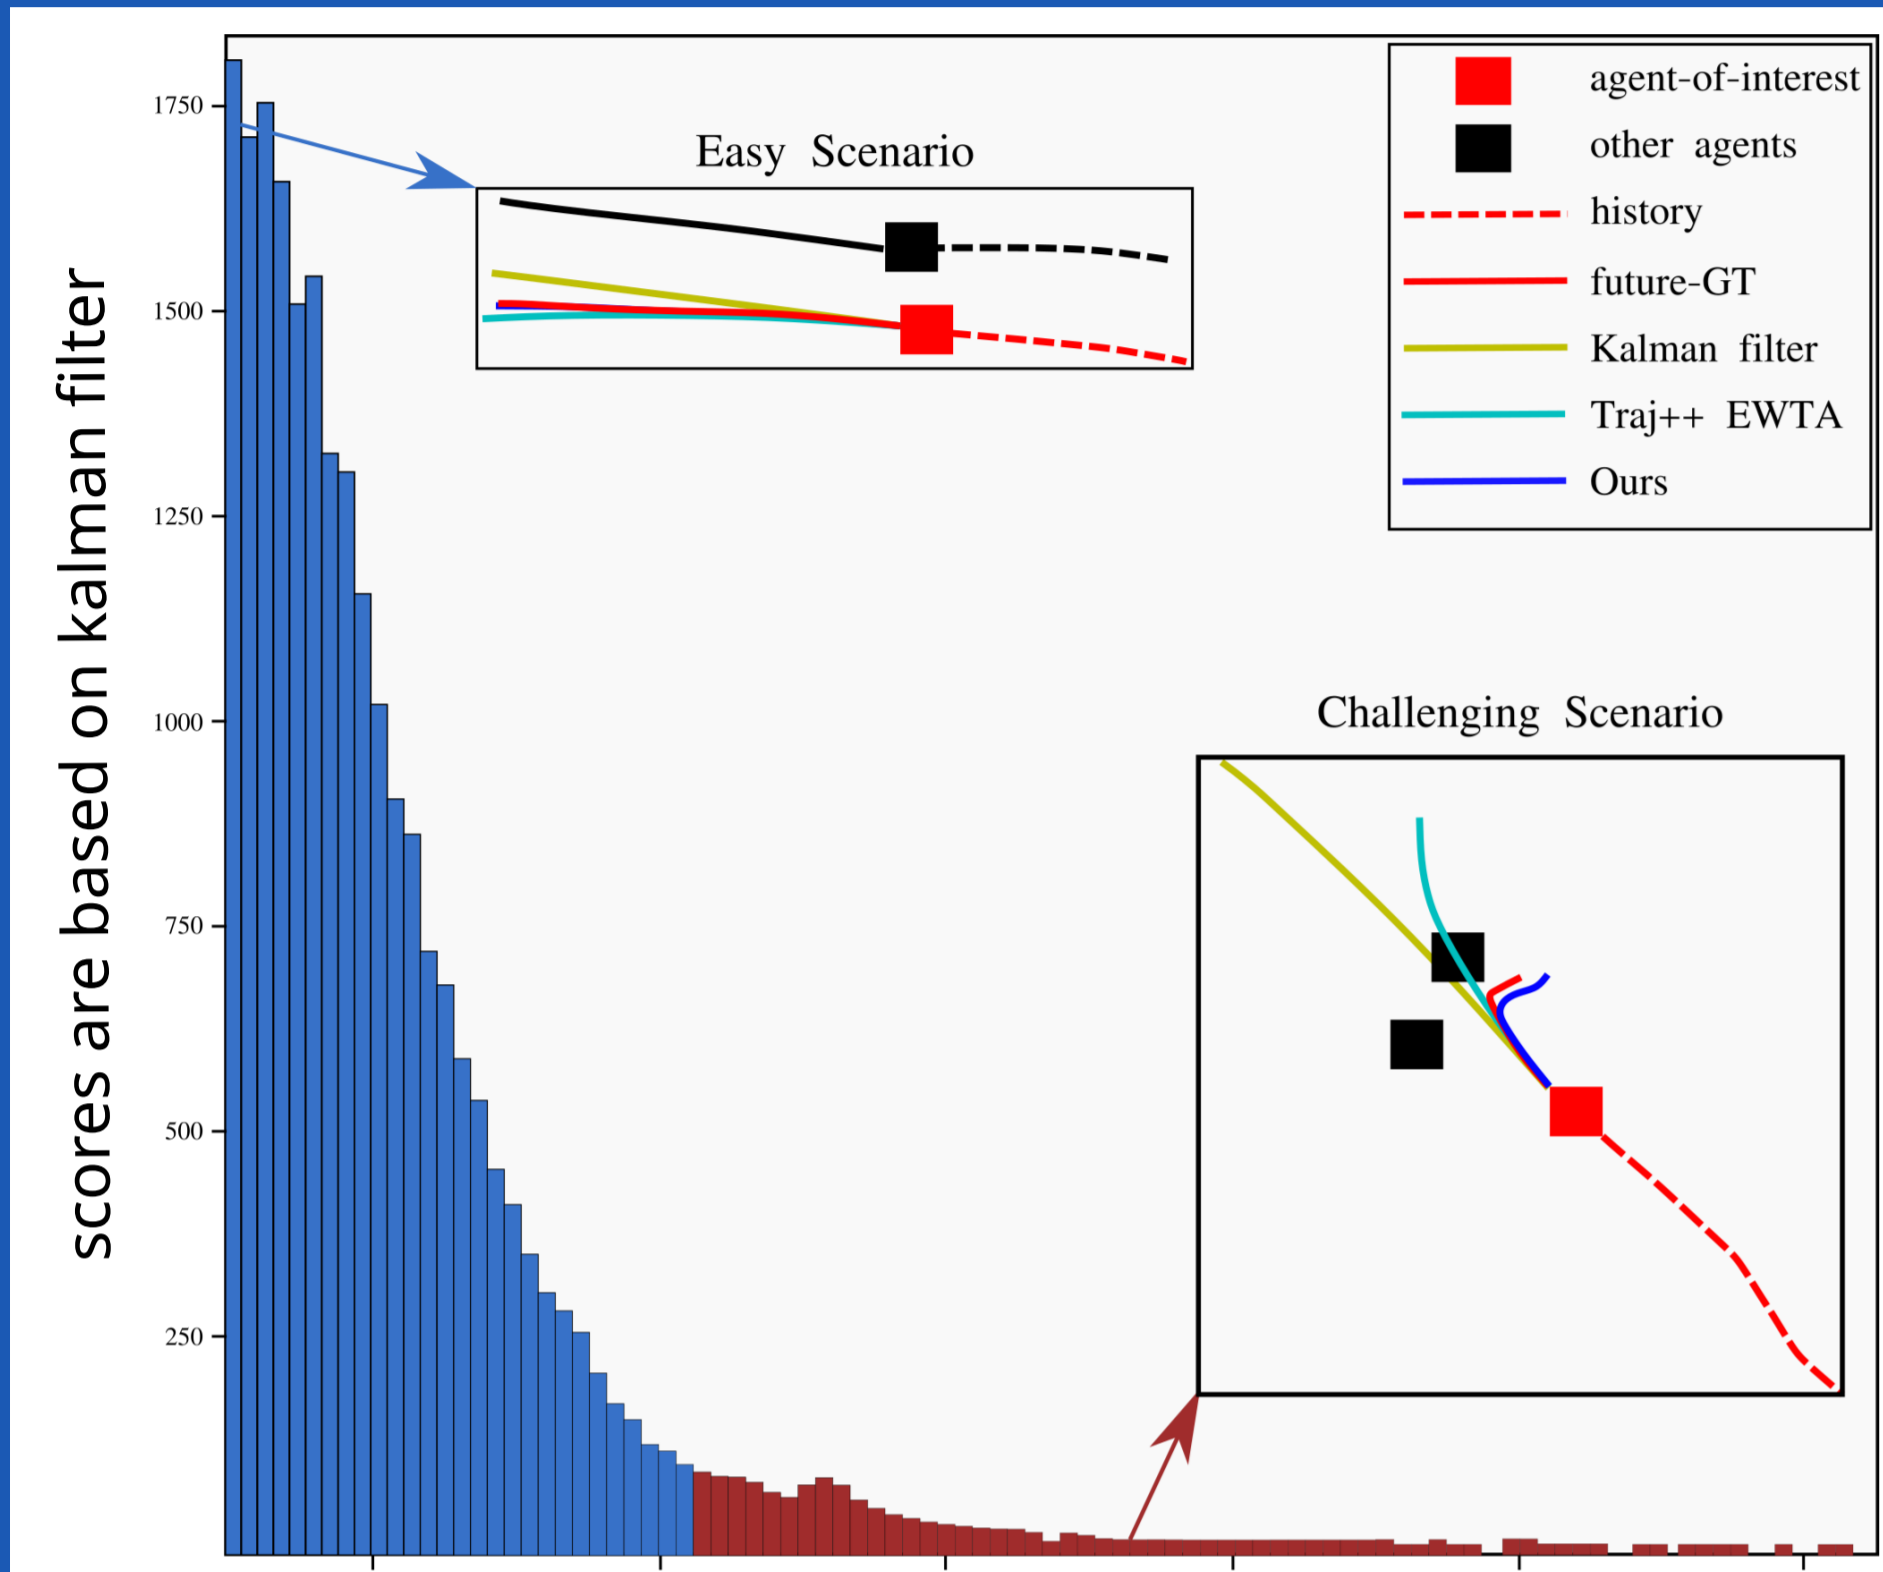 scores are based on kalman filter
1750
1500
1250
1000
750
500
250
Easy Scenario
agent-of-interest
other agents
history
future-GT
Kalman filter
Traj++ EWTA
Ours
Challenging Scenario